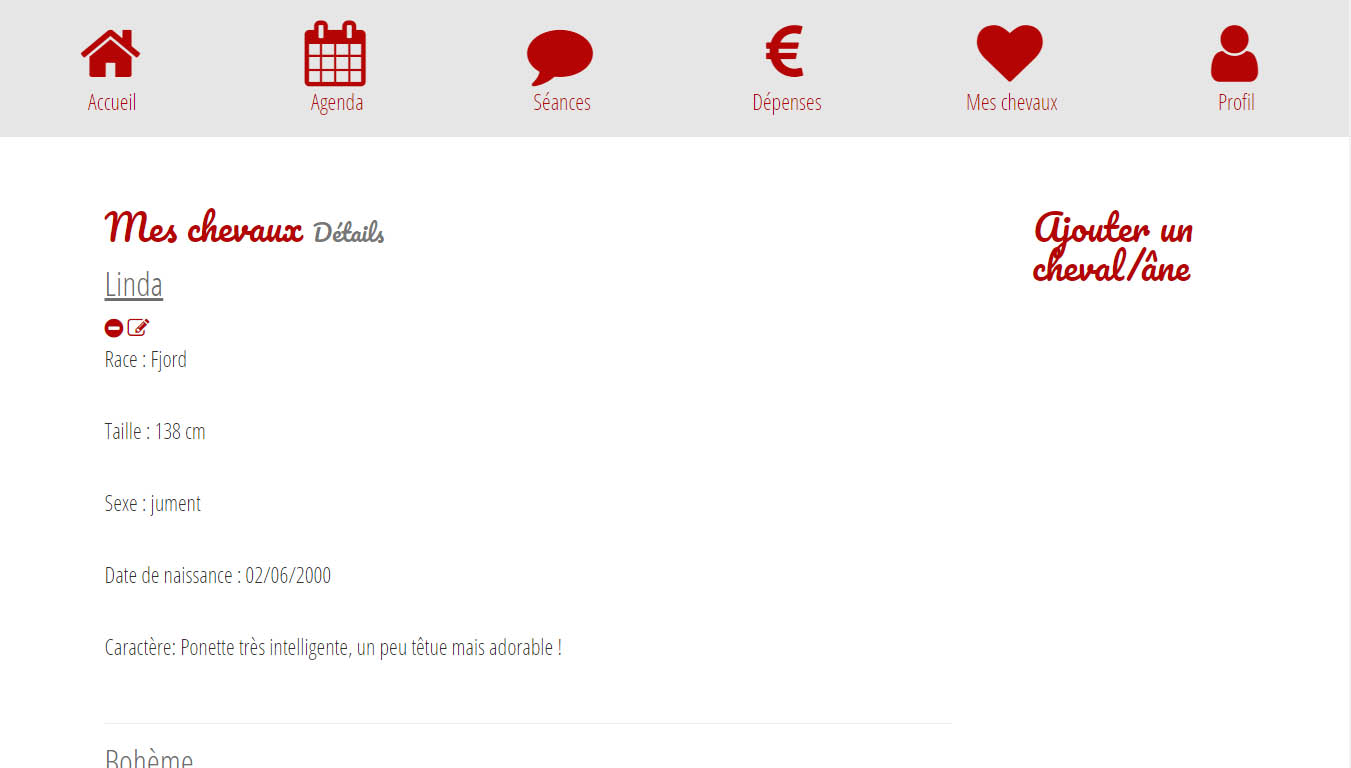 Accueil
Agenda
Séances
Dépenses
Mes chevaux
Profil
Mes chevaux Détails
Linda
Race : Fjord
Taille : 138 cm
Sexe : jument
Date de naissance : 02/06/2000
Caractère: Ponette très intelligente, un peu têtue mais adorable !
Bohème
Ajouter un
cheval/âne